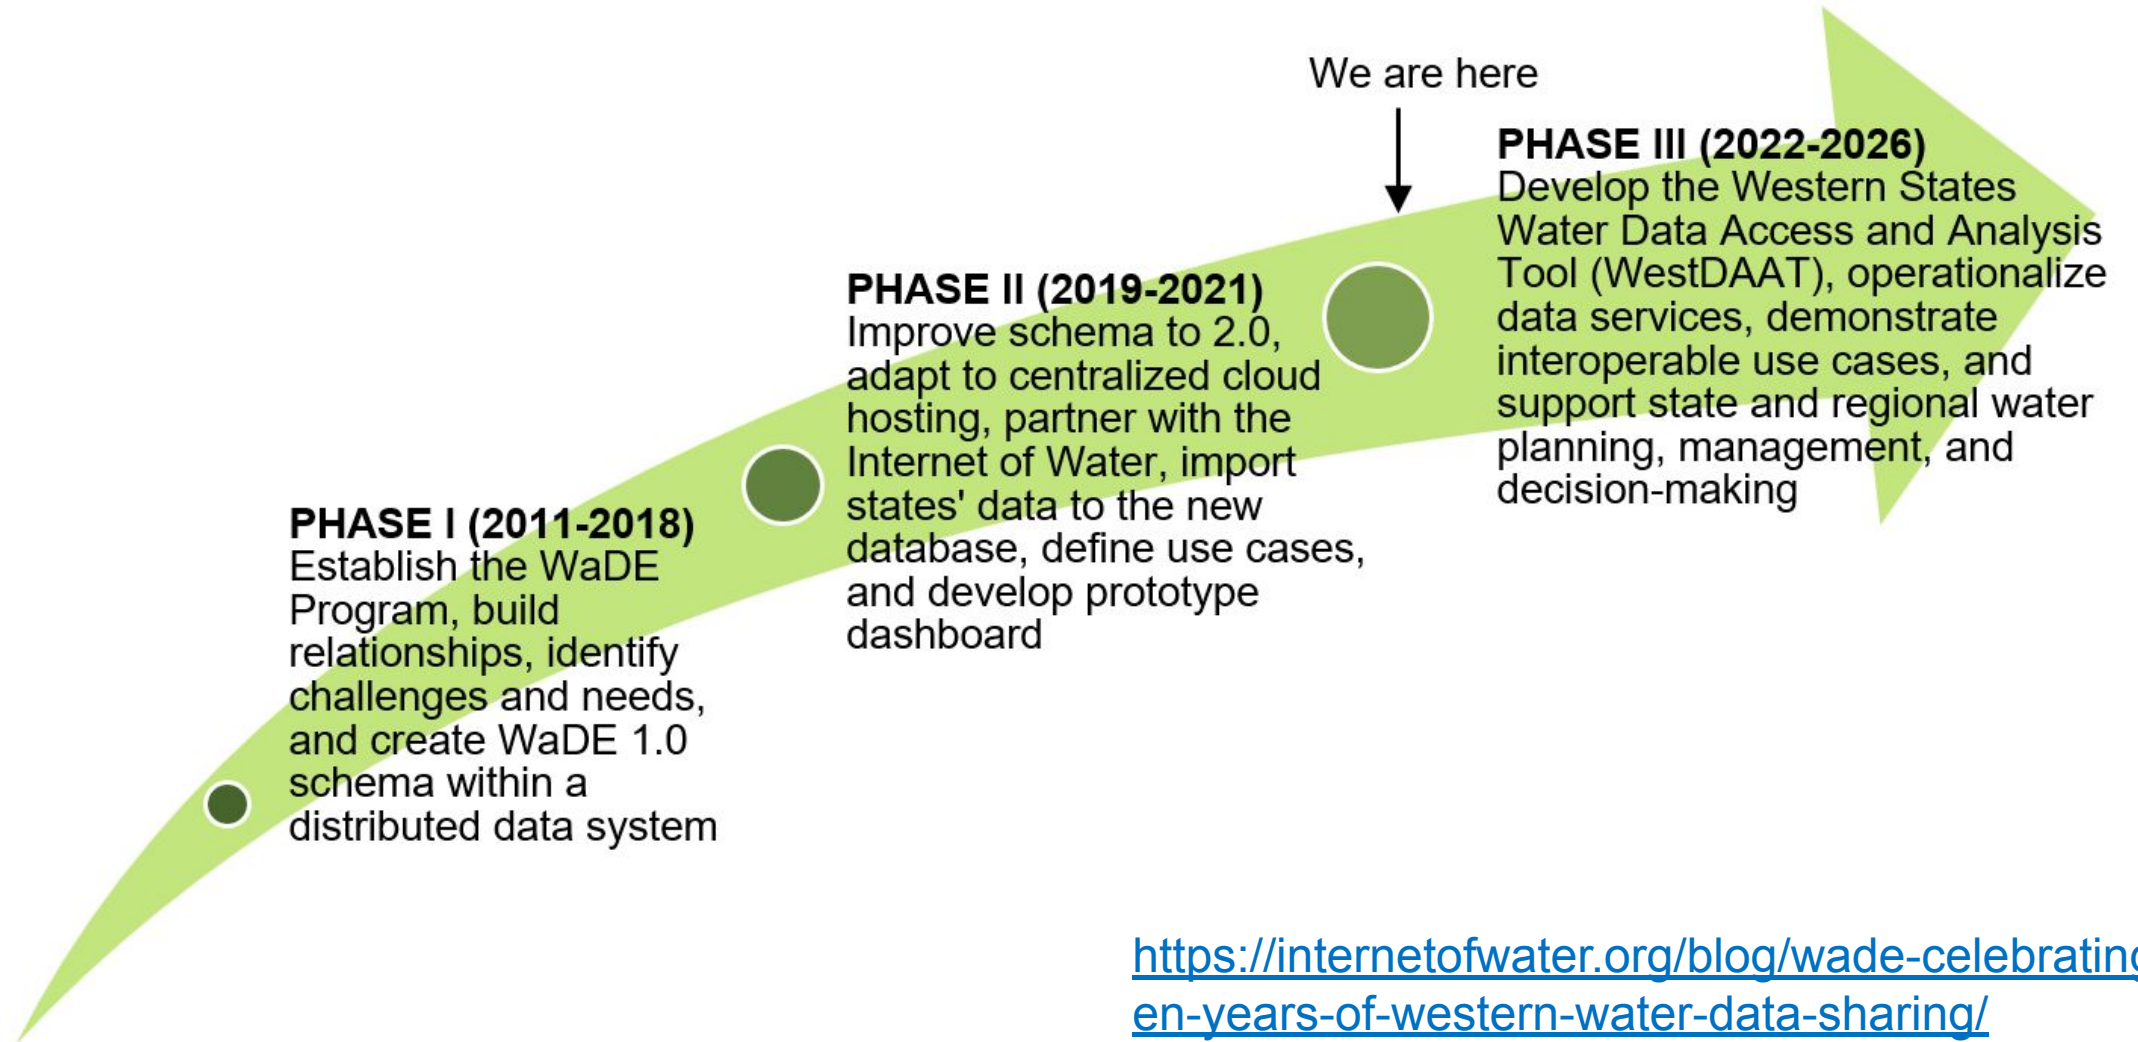 We are here
PHASE I (2011-2018)
Establish the WaDE
Program, build
relationships, identify
challenges and needs,
and create WaDE 1.0
schema within a
distributed data system
PHASE II (2019-2021)
Improve schema to 2.0,
adapt to centralized cloud
hosting, partner with the
Internet of Water, import
states' data to the new
database, define use cases,
and develop prototype
dashboard
PHASE III (2022-2026)
Develop the Western States
Water Data Access and Analysis
Tool (WestDAAT), operationalize
data services, demonstrate
interoperable use cases, and
support state and regional water
planning, management, and
decision-making
https://internetofwater.org/blog/wade-celebrating
en-years-of-western-water-data-sharing/